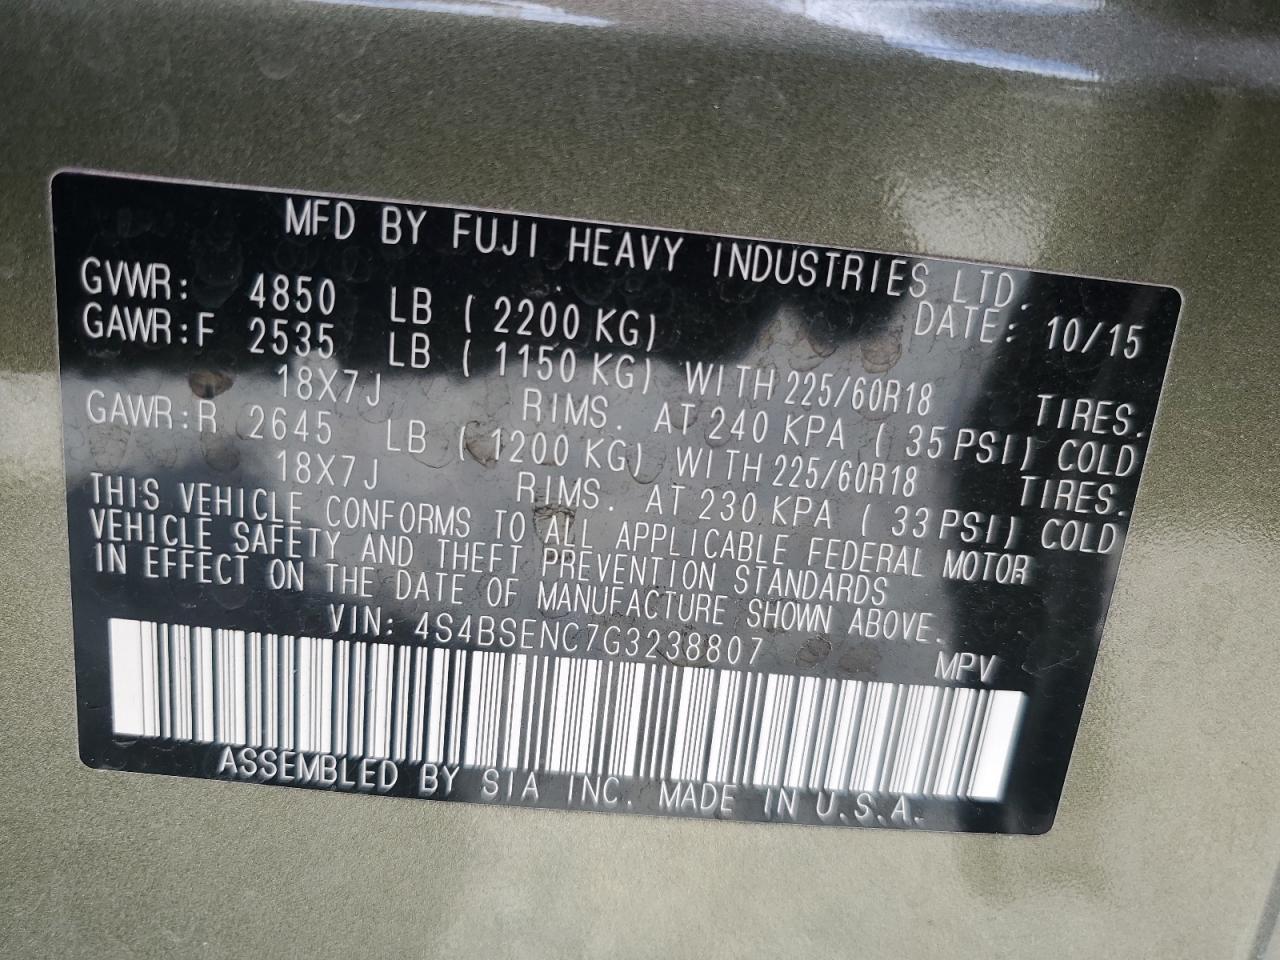 MFD BY FUJI HEAVY INDUSTRIES LTD.
DATE: 10/15
GVWR: 4850 LB ( 2200 KG)
GAWR:F 2535 LB ( 1150 KG) WITH 225/60R18 TIRES.
18X7J RIMS. AT 240 KPA ( 35 PSI) COLD
GAWR:R 2645 LB ( 1200 KG) WITH 225/60R18 TIRES.
18X7J RIMS. AT 230 KPA ( 33 PSI) COLD
THIS VEHICLE CONFORMS TO ALL APPLICABLE FEDERAL MOTOR
VEHICLE SAFETY AND THEFT PREVENTION STANDARDS
IN EFFECT ON THE DATE OF MANUFACTURE SHOWN ABOVE.
VIN: 4S4BSENC7G3238807 MPV
ASSEMBLED BY SIA INC. MADE IN U.S.A.